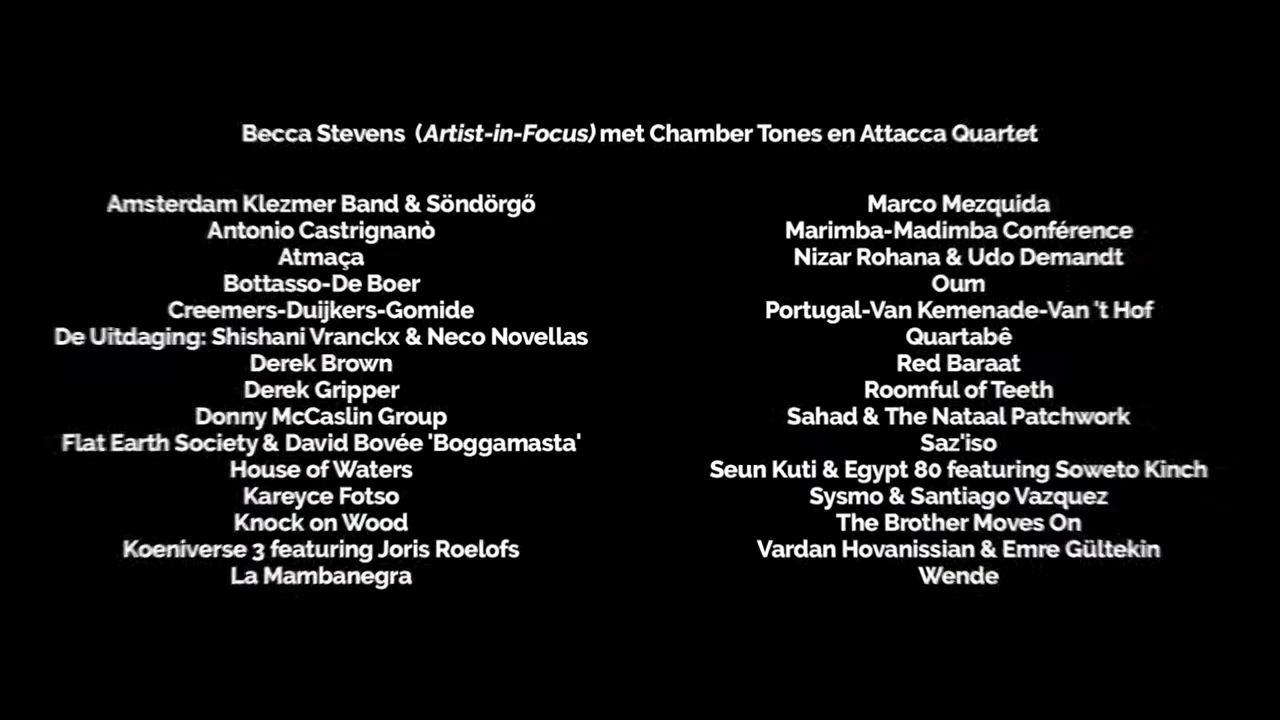 Becca Stevens (Artist-in-Focus) met Chamber Tones en Attacca Quartet
Amsterdam Klezmer Band & Söndörgő
Antonio Castrignanò
Atmaça
Bottasso-De Boer
Creemers-Duijkers-Gomide
De Uitdaging: Shishani Vranckx & Neco Novellas
Derek Brown
Derek Gripper
Donny McCaslin Group
Flat Earth Society & David Bovée 'Boggamasta'
House of Waters
Kareyce Fotso
Knock on Wood
Koeniverse 3 featuring Joris Roelofs
La Mambanegra
Marco Mezquida
Marimba-Madimba Conférence
Nizar Rohana & Udo Demandt
Oum
Portugal-Van Kemenade-Van 't Hof
Quartabê
Red Baraat
Roomful of Teeth
Sahad & The Nataal Patchwork
Saz'iso
Seun Kuti & Egypt 80 featuring Soweto Kinch
Sysmo & Santiago Vazquez
The Brother Moves On
Vardan Hovanissian & Emre Gültekin
Wende